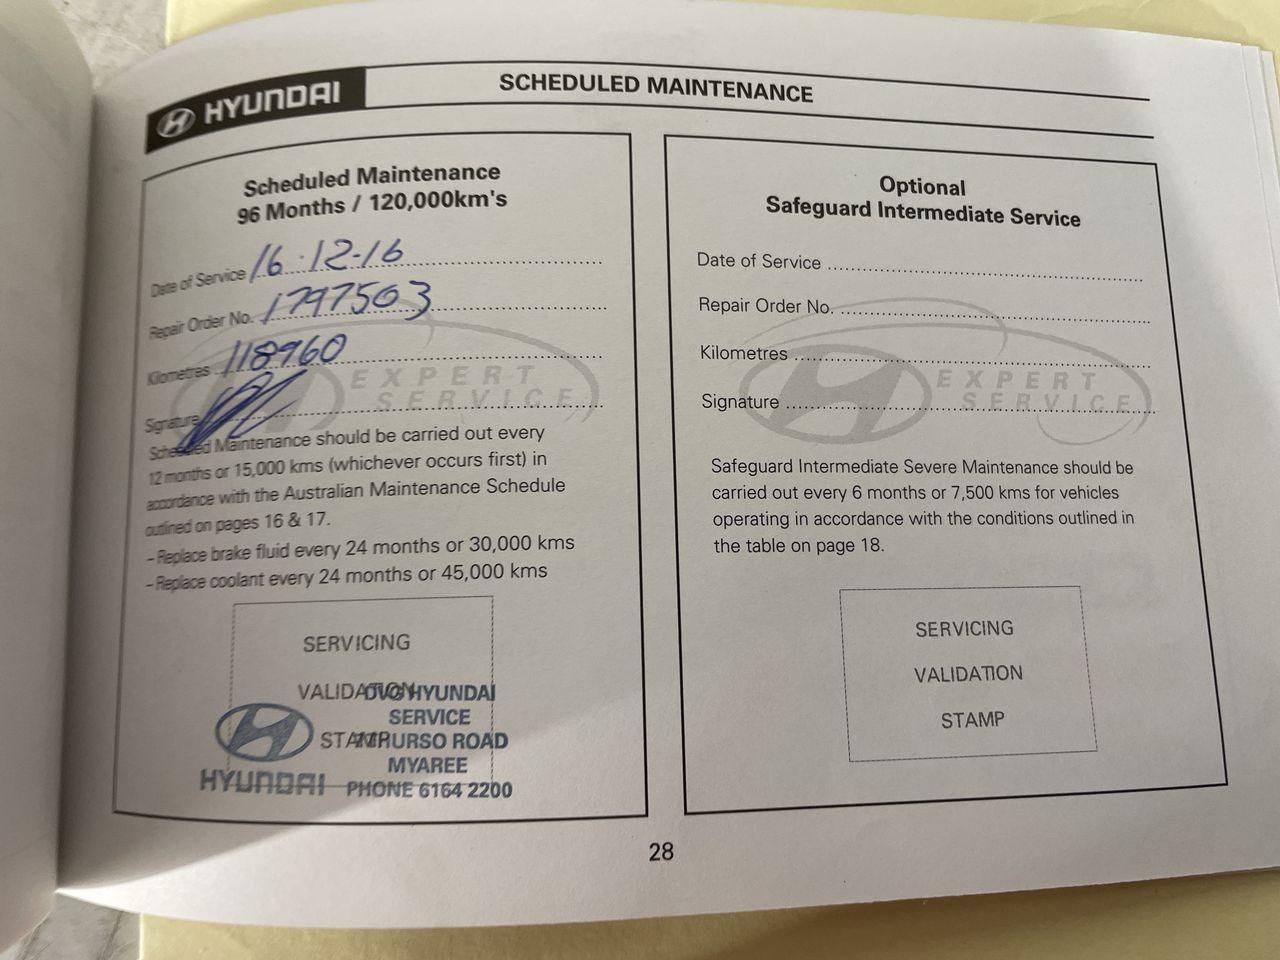 HYUNDAI
SCHEDULED MAINTENANCE
Scheduled Maintenance
96 Months / 120,000km's
Date of Service 16.12-16
Repair Order No. 1797503
Kilometres 118960
Signature
EXPERT
SERVICE
Scheduled Maintenance should be carried out every
12 months or 15,000 kms (whichever occurs first) in
accordance with the Australian Maintenance Schedule
outlined on pages 16 & 17.
– Replace brake fluid every 24 months or 30,000 kms
– Replace coolant every 24 months or 45,000 kms
SERVICING
VALIDATION
STAMP
HYUNDAI
HYUNDAI
SERVICE
ROAD
MYAREE
PHONE 6164 2200
Optional
Safeguard Intermediate Service
Date of Service
Repair Order No.
Kilometres
Signature
EXPERT
SERVICE
Safeguard Intermediate Severe Maintenance should be
carried out every 6 months or 7,500 kms for vehicles
operating in accordance with the conditions outlined in
the table on page 18.
SERVICING
VALIDATION
STAMP
28